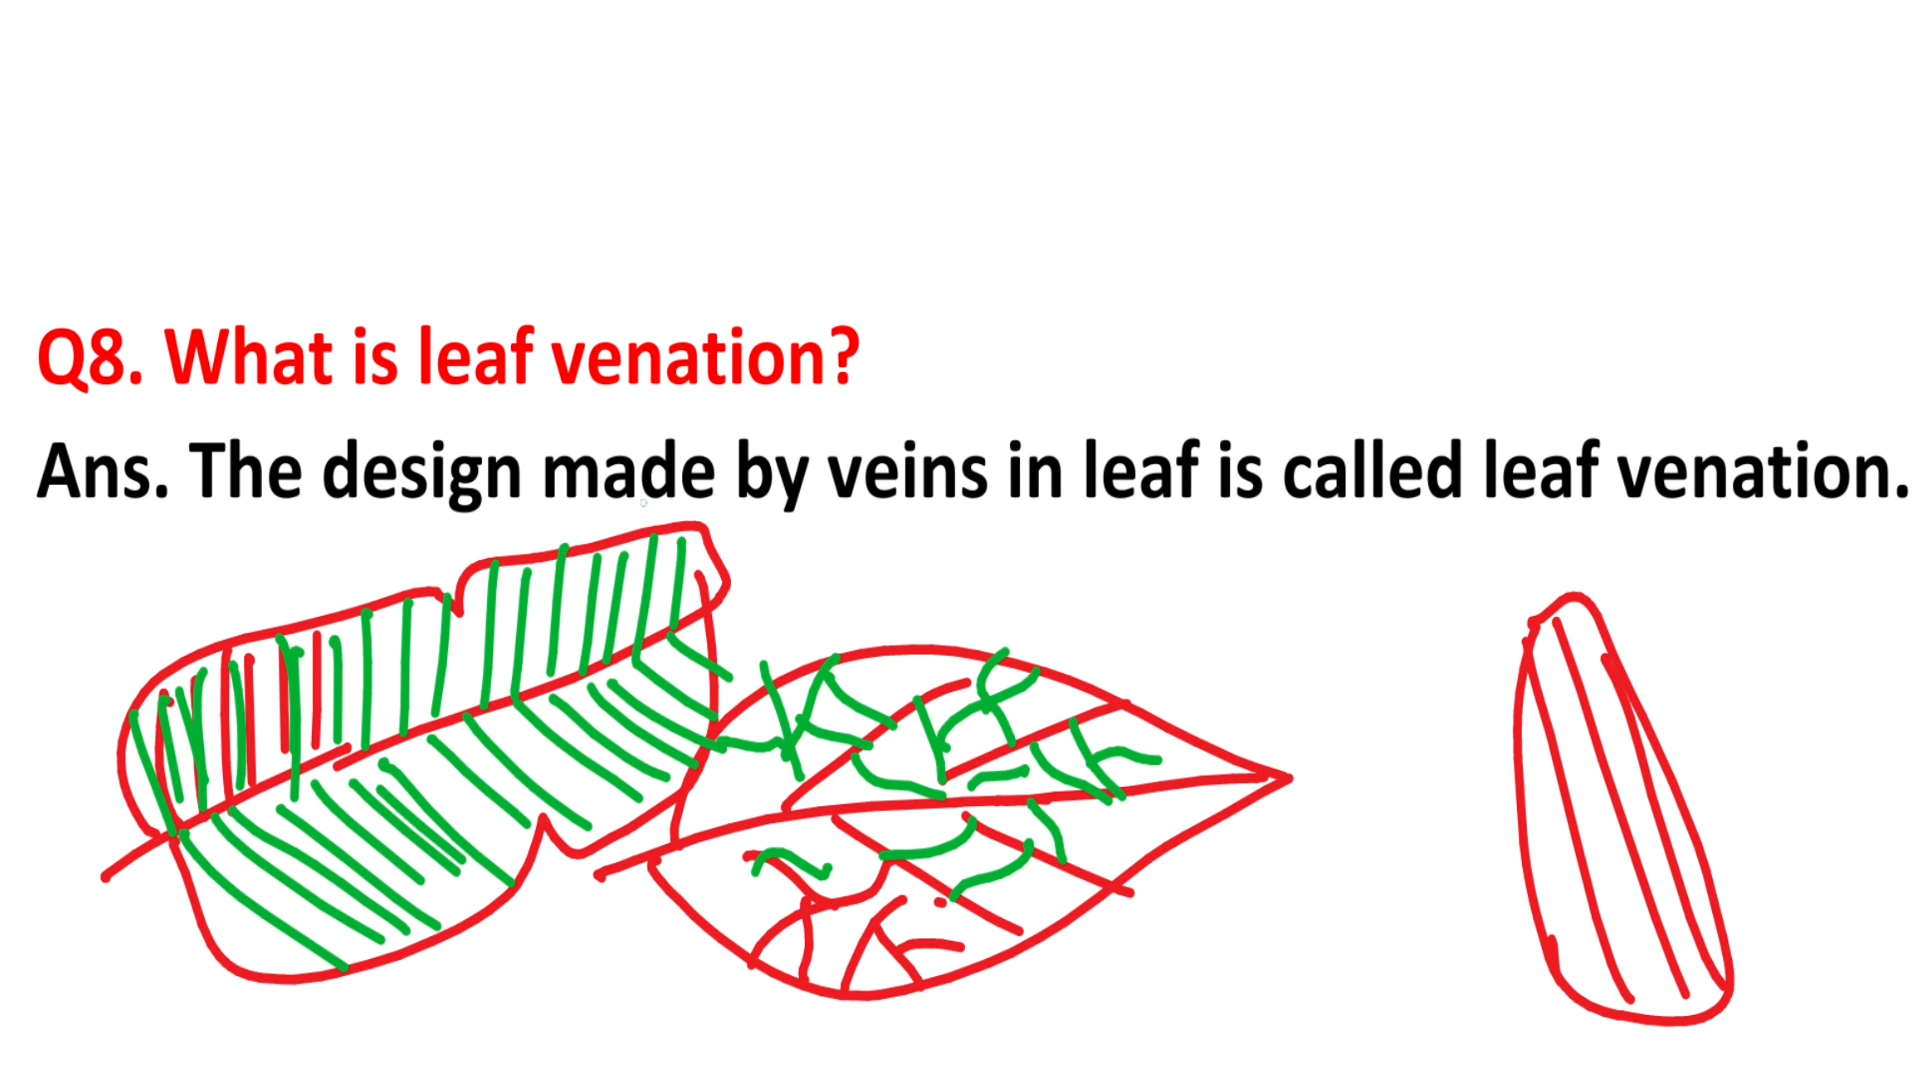 Q8. What is leaf venation?
Ans. The design made by veins in leaf is called leaf venation.